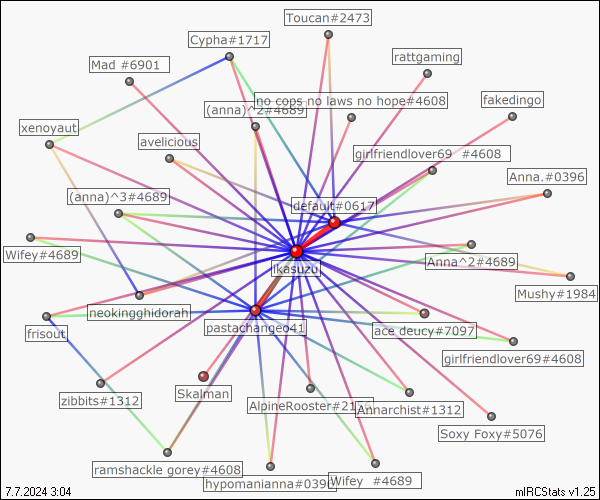 Toucan#2473
Cypha#1717
rattgaming
Mad #6901
no cops no laws no hope#4608
fakedingo
(anna)^2#4689
xenoyaut
avelicious
girlfriendlover69 #4608
Anna.#0396
(anna)^3#4689
default#0617
Wifey#4689
Anna^2#4689
ikasuzu
Mushy#1984
neokingghidorah
pastachangeo41
ace deucy#7097
frisout
girlfriendlover69#4608
Skalman
zibbits#1312
AlpineRooster#21
Annarchist#1312
Soxy Foxy#5076
ramshackle gorey#4608
hypomanianna#0396
Wifey #4689
7.7.2024 3:04
mIRCStats v1.25